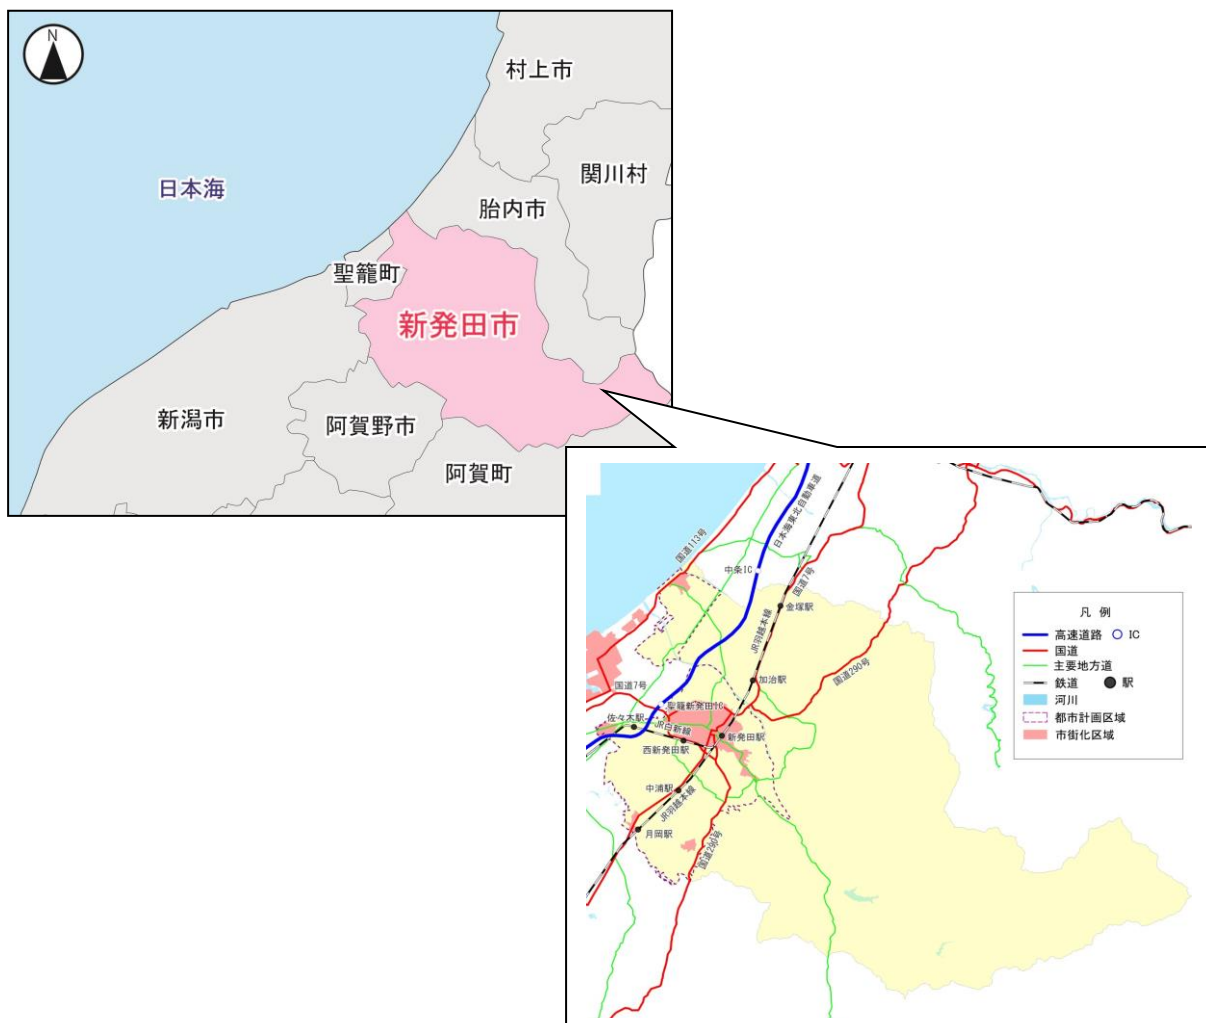 N
村上市
関川村
日本海
胎内市
聖籠町
新発田市
新潟市
阿賀野市
阿賀町
国道113号
日本海東北自動車道
中条IC
国道7号
金塚駅
JR羽越本線
加治駅
国道290号
国道7号
聖籠新発田IC
佐々木駅
JR白新線
新発田駅
西新発田駅
中浦駅
JR羽越本線
月岡駅
国道290号
凡 例
高速道路 IC
国道
主要地方道
鉄道 駅
河川
都市計画区域
市街化区域